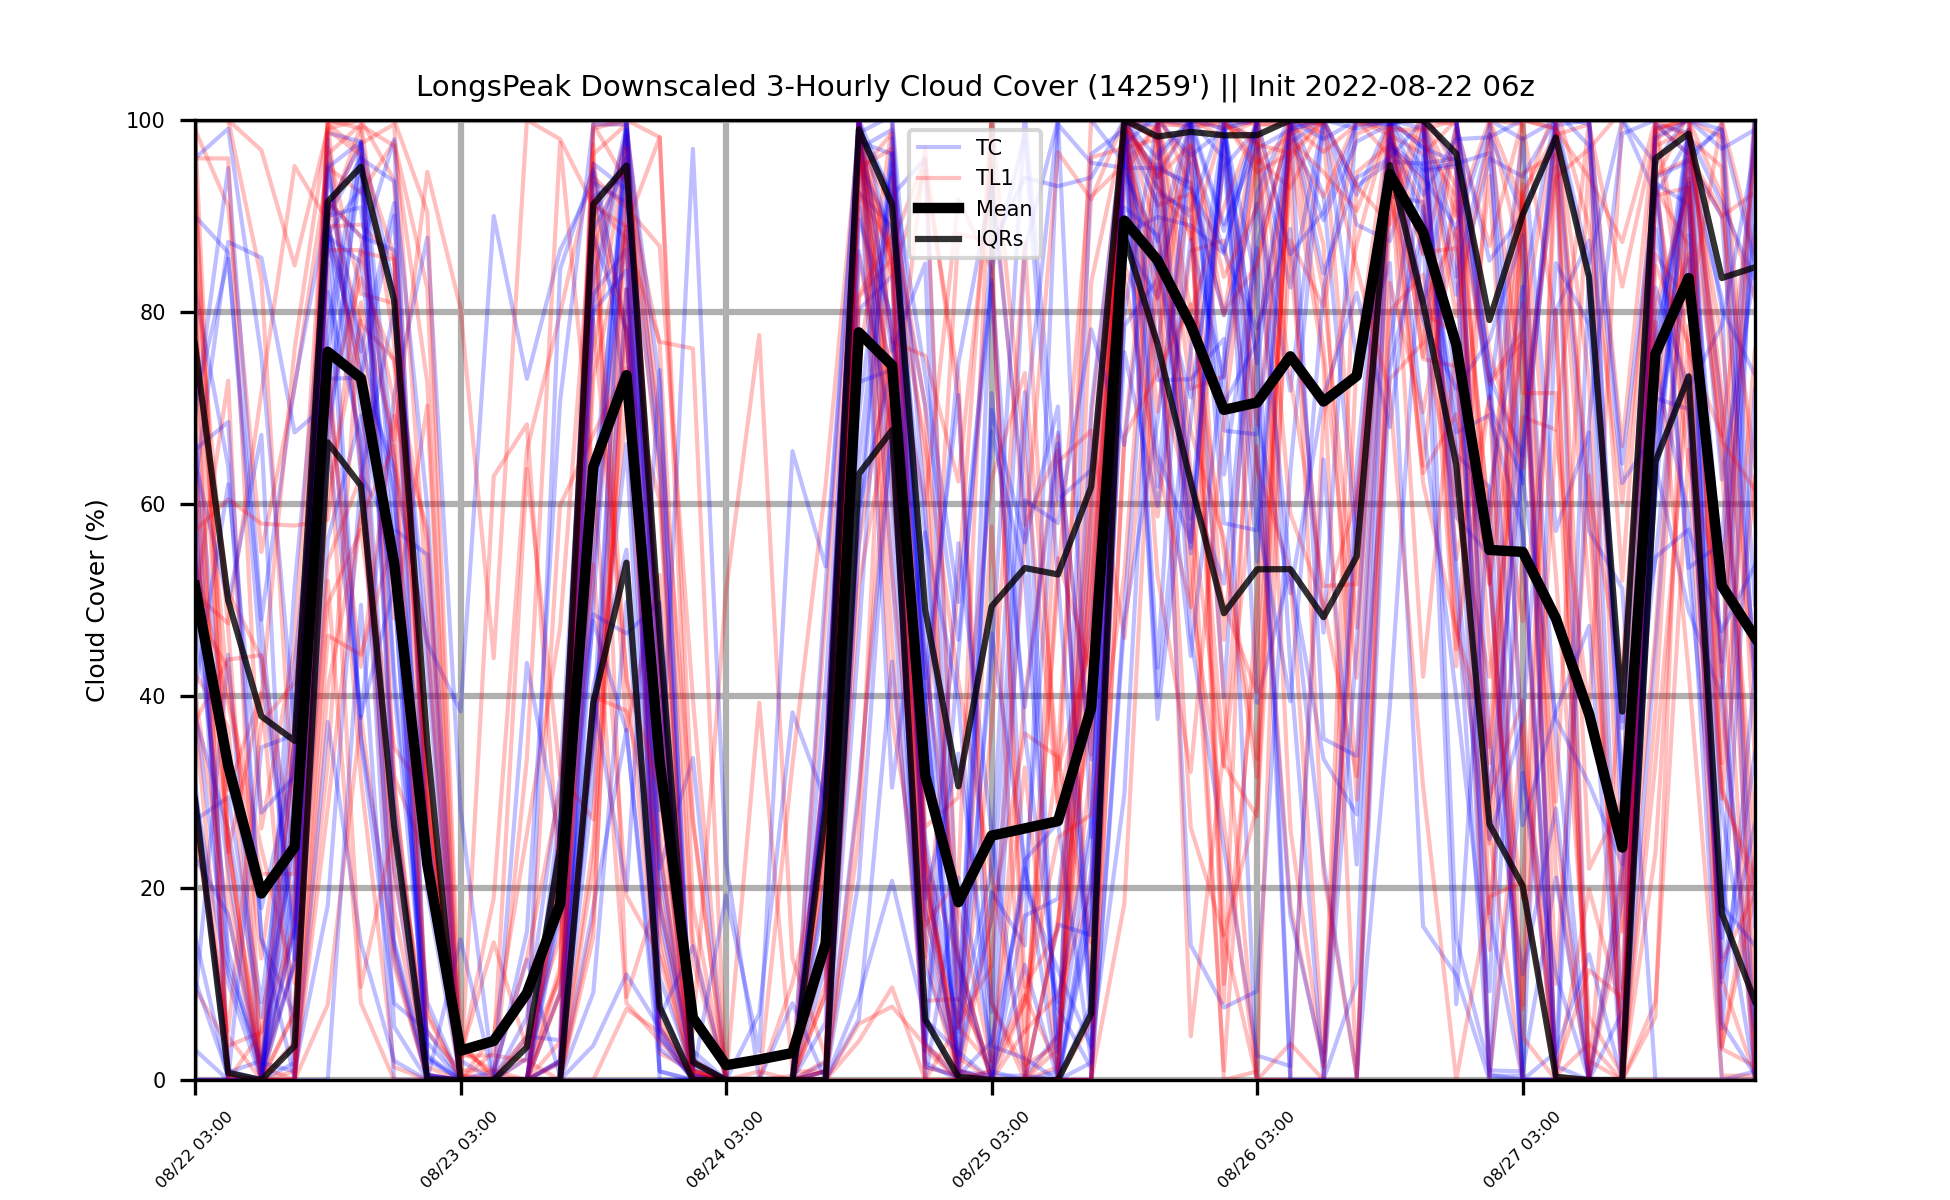 LongsPeak Downscaled 3-Hourly Cloud Cover (14259') || Init 2022-08-22 06z
Cloud Cover (%)
100
80
60
40
20
0
TC
TL1
Mean
IQRs
08/22 03:00
08/23 03:00
08/24 03:00
08/25 03:00
08/26 03:00
08/27 03:00